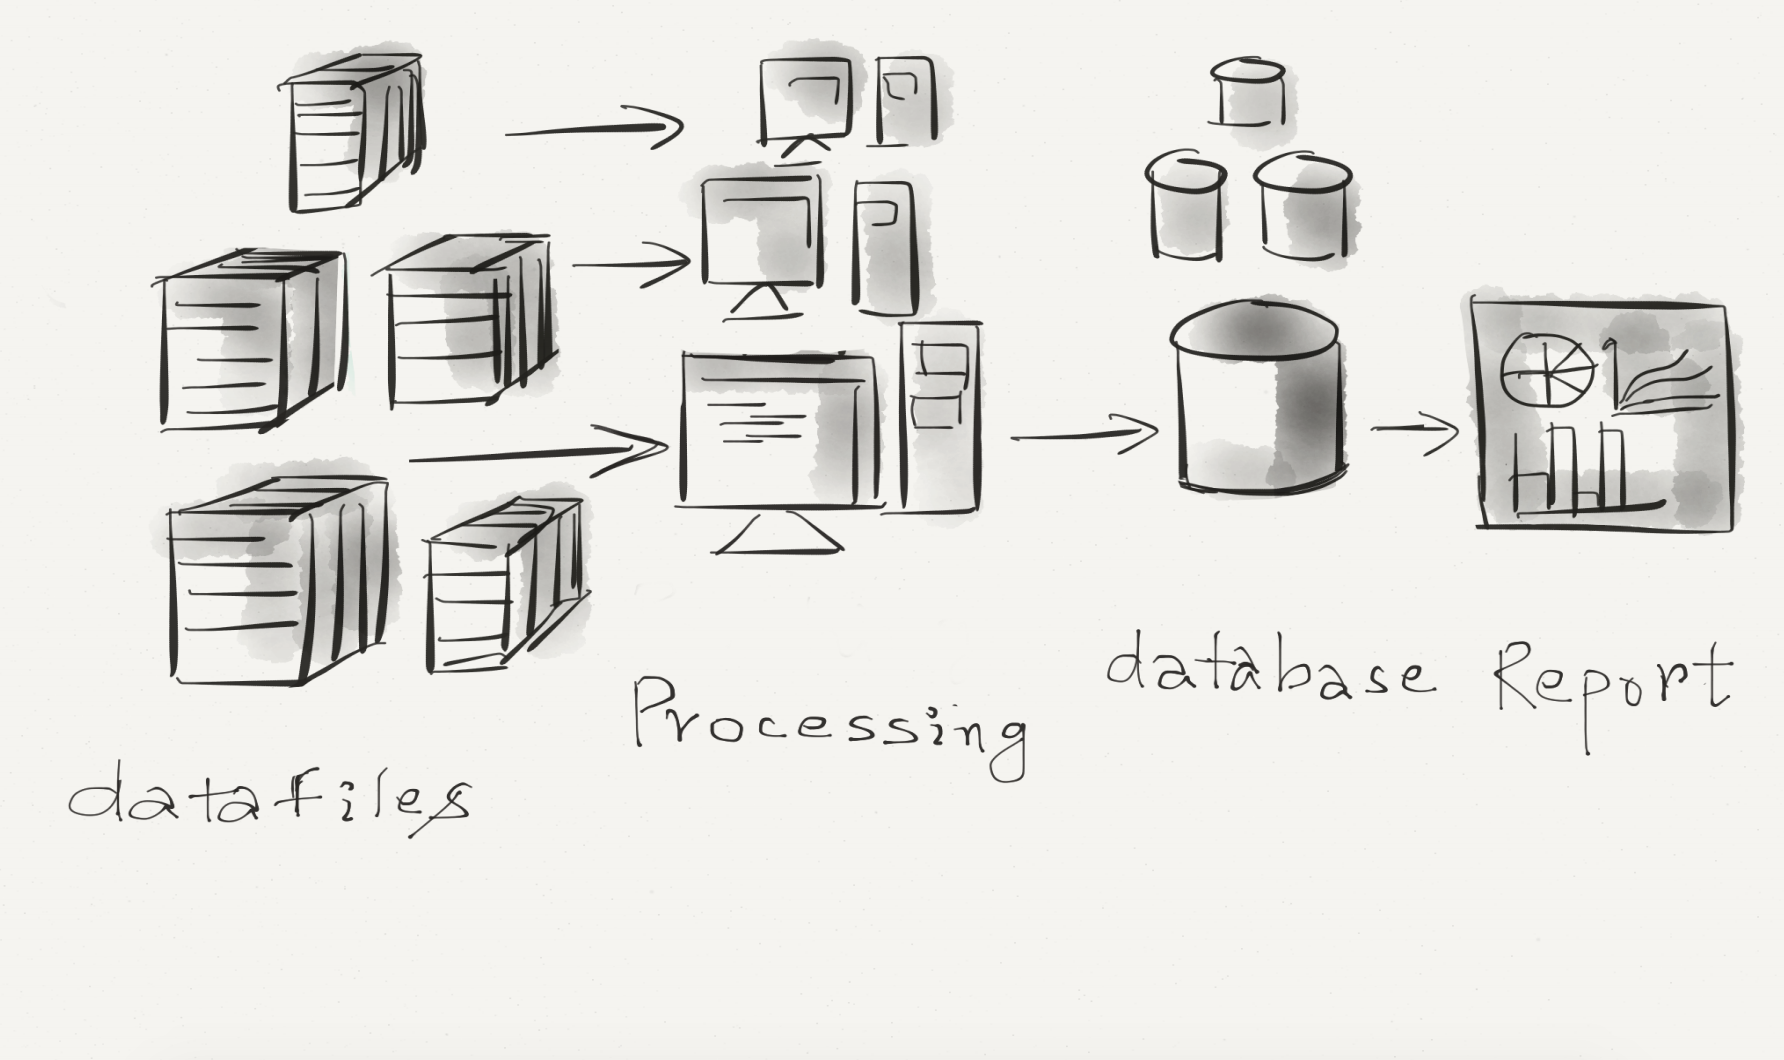 datafiles
Processing
database
Report